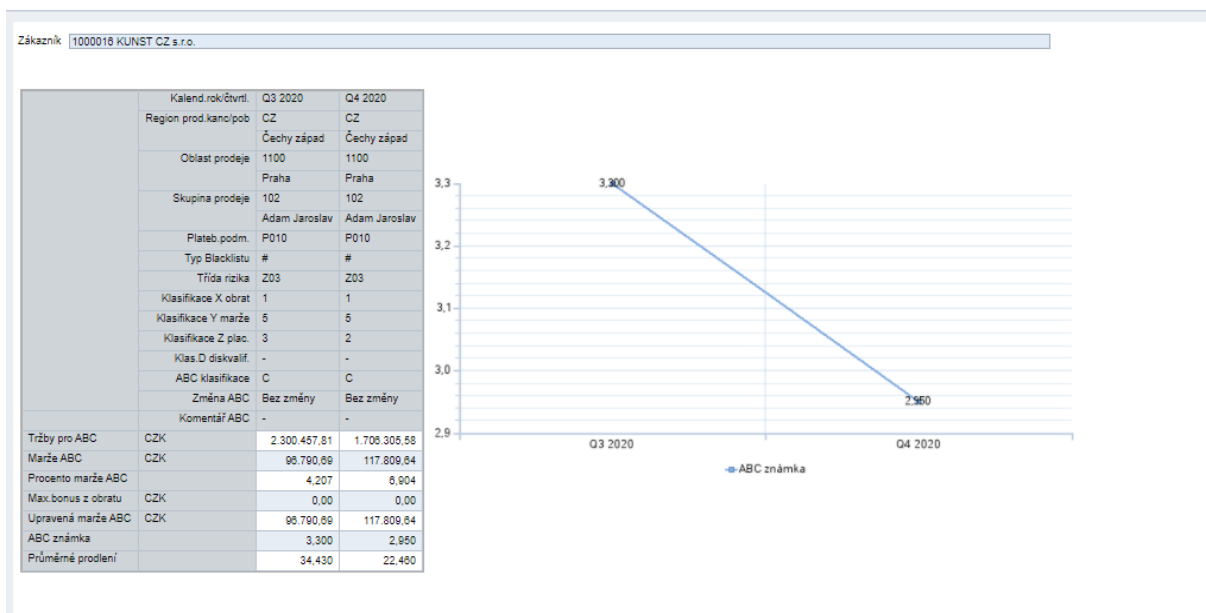 Zákazník 1000016 KUNST CZ s.r.o.
Kalend.rok/čtvrtl. Q3 2020 Q4 2020
Region prod.kanc/pob CZ CZ
Čechy západ Čechy západ
Oblast prodeje 1100 1100
Praha Praha
Skupina prodeje 102 102
Adam Jaroslav Adam Jaroslav
Plateb.podm. P010 P010
Typ Blacklistu # #
Třída rizika Z03 Z03
Klasifikace X obrat 1 1
Klasifikace Y marže 5 5
Klasifikace Z plac. 3 2
Klas.D diskvalif. - -
ABC klasifikace C C
Změna ABC Bez změny Bez změny
Komentář ABC - -
Tržby pro ABC CZK 2.300.457,81 1.706.305,58
Marže ABC CZK 96.790,69 117.809,64
Procento marže ABC 4,207 6,904
Max.bonus z obratu CZK 0,00 0,00
Upravená marže ABC CZK 96.790,69 117.809,64
ABC známka 3,300 2,950
Průměrné prodlení 34,430 22,460
3,3
3,2
3,1
3,0
2,9
3,300
2,950
Q3 2020 Q4 2020
ABC známka